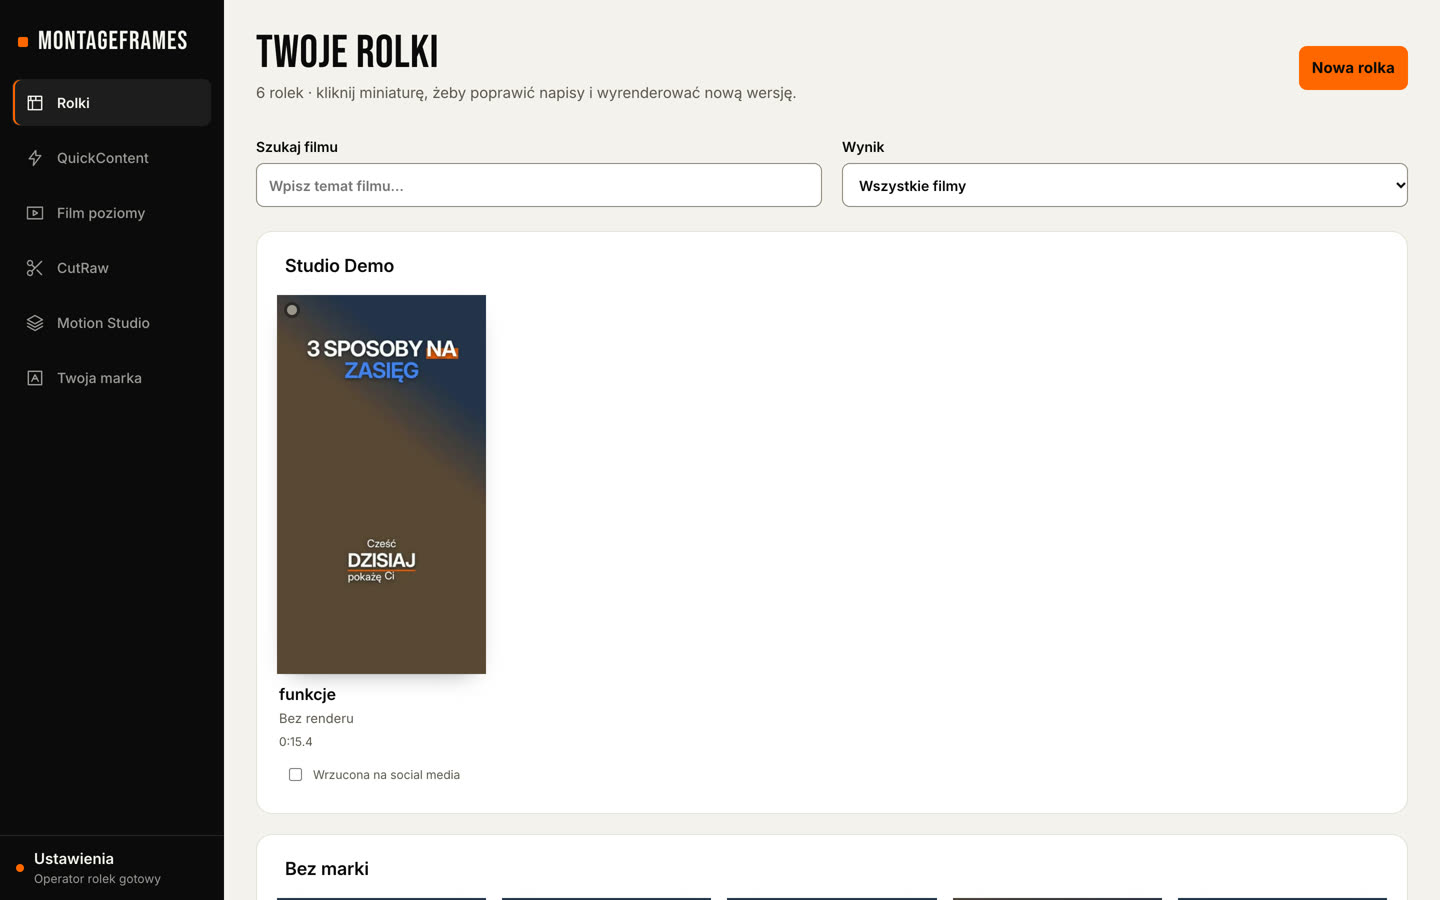 MONTAGEFRAMES
Rolki
QuickContent
Film poziomy
CutRaw
Motion Studio
Twoja marka
Ustawienia
Operator rolek gotowy
TWOJE ROLKI
6 rolek · kliknij miniaturę, żeby poprawić napisy i wyrenderować nową wersję.
Nowa rolka
Szukaj filmu
Wpisz temat filmu...
Wynik
Wszystkie filmy
Studio Demo
3 SPOSOBY NA
ZASIĘG
Cześć
DZISIAJ
pokażę Ci
funkcje
Bez renderu
0:15.4
Wrzucona na social media
Bez marki